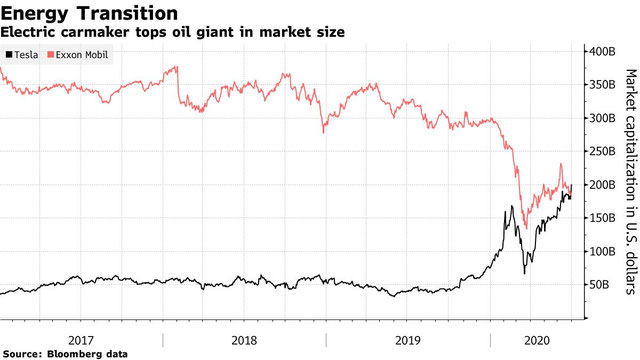 Energy Transition
Electric carmaker tops oil giant in market size
Tesla Exxon Mobil
400B
350B
300B
250B
200B
150B
100B
50B
Market capitalization in U.S. dollars
2017 2018 2019 2020
Source: Bloomberg data